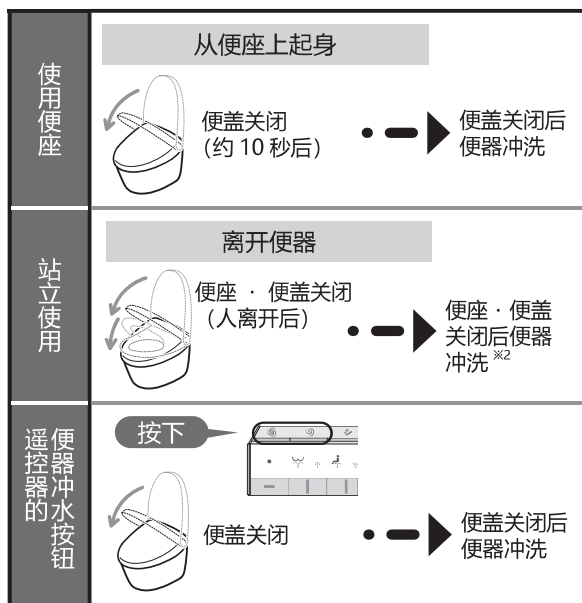 使用便座
从便座上起身
便盖关闭
（约 10 秒后）
便盖关闭后
便器冲洗
站立使用
离开便器
便座 · 便盖关闭
（人离开后）
便座 · 便盖
关闭后便器
冲洗 ※2
遥控器的
便器冲水按钮
按下
便盖关闭
便盖关闭后
便器冲洗